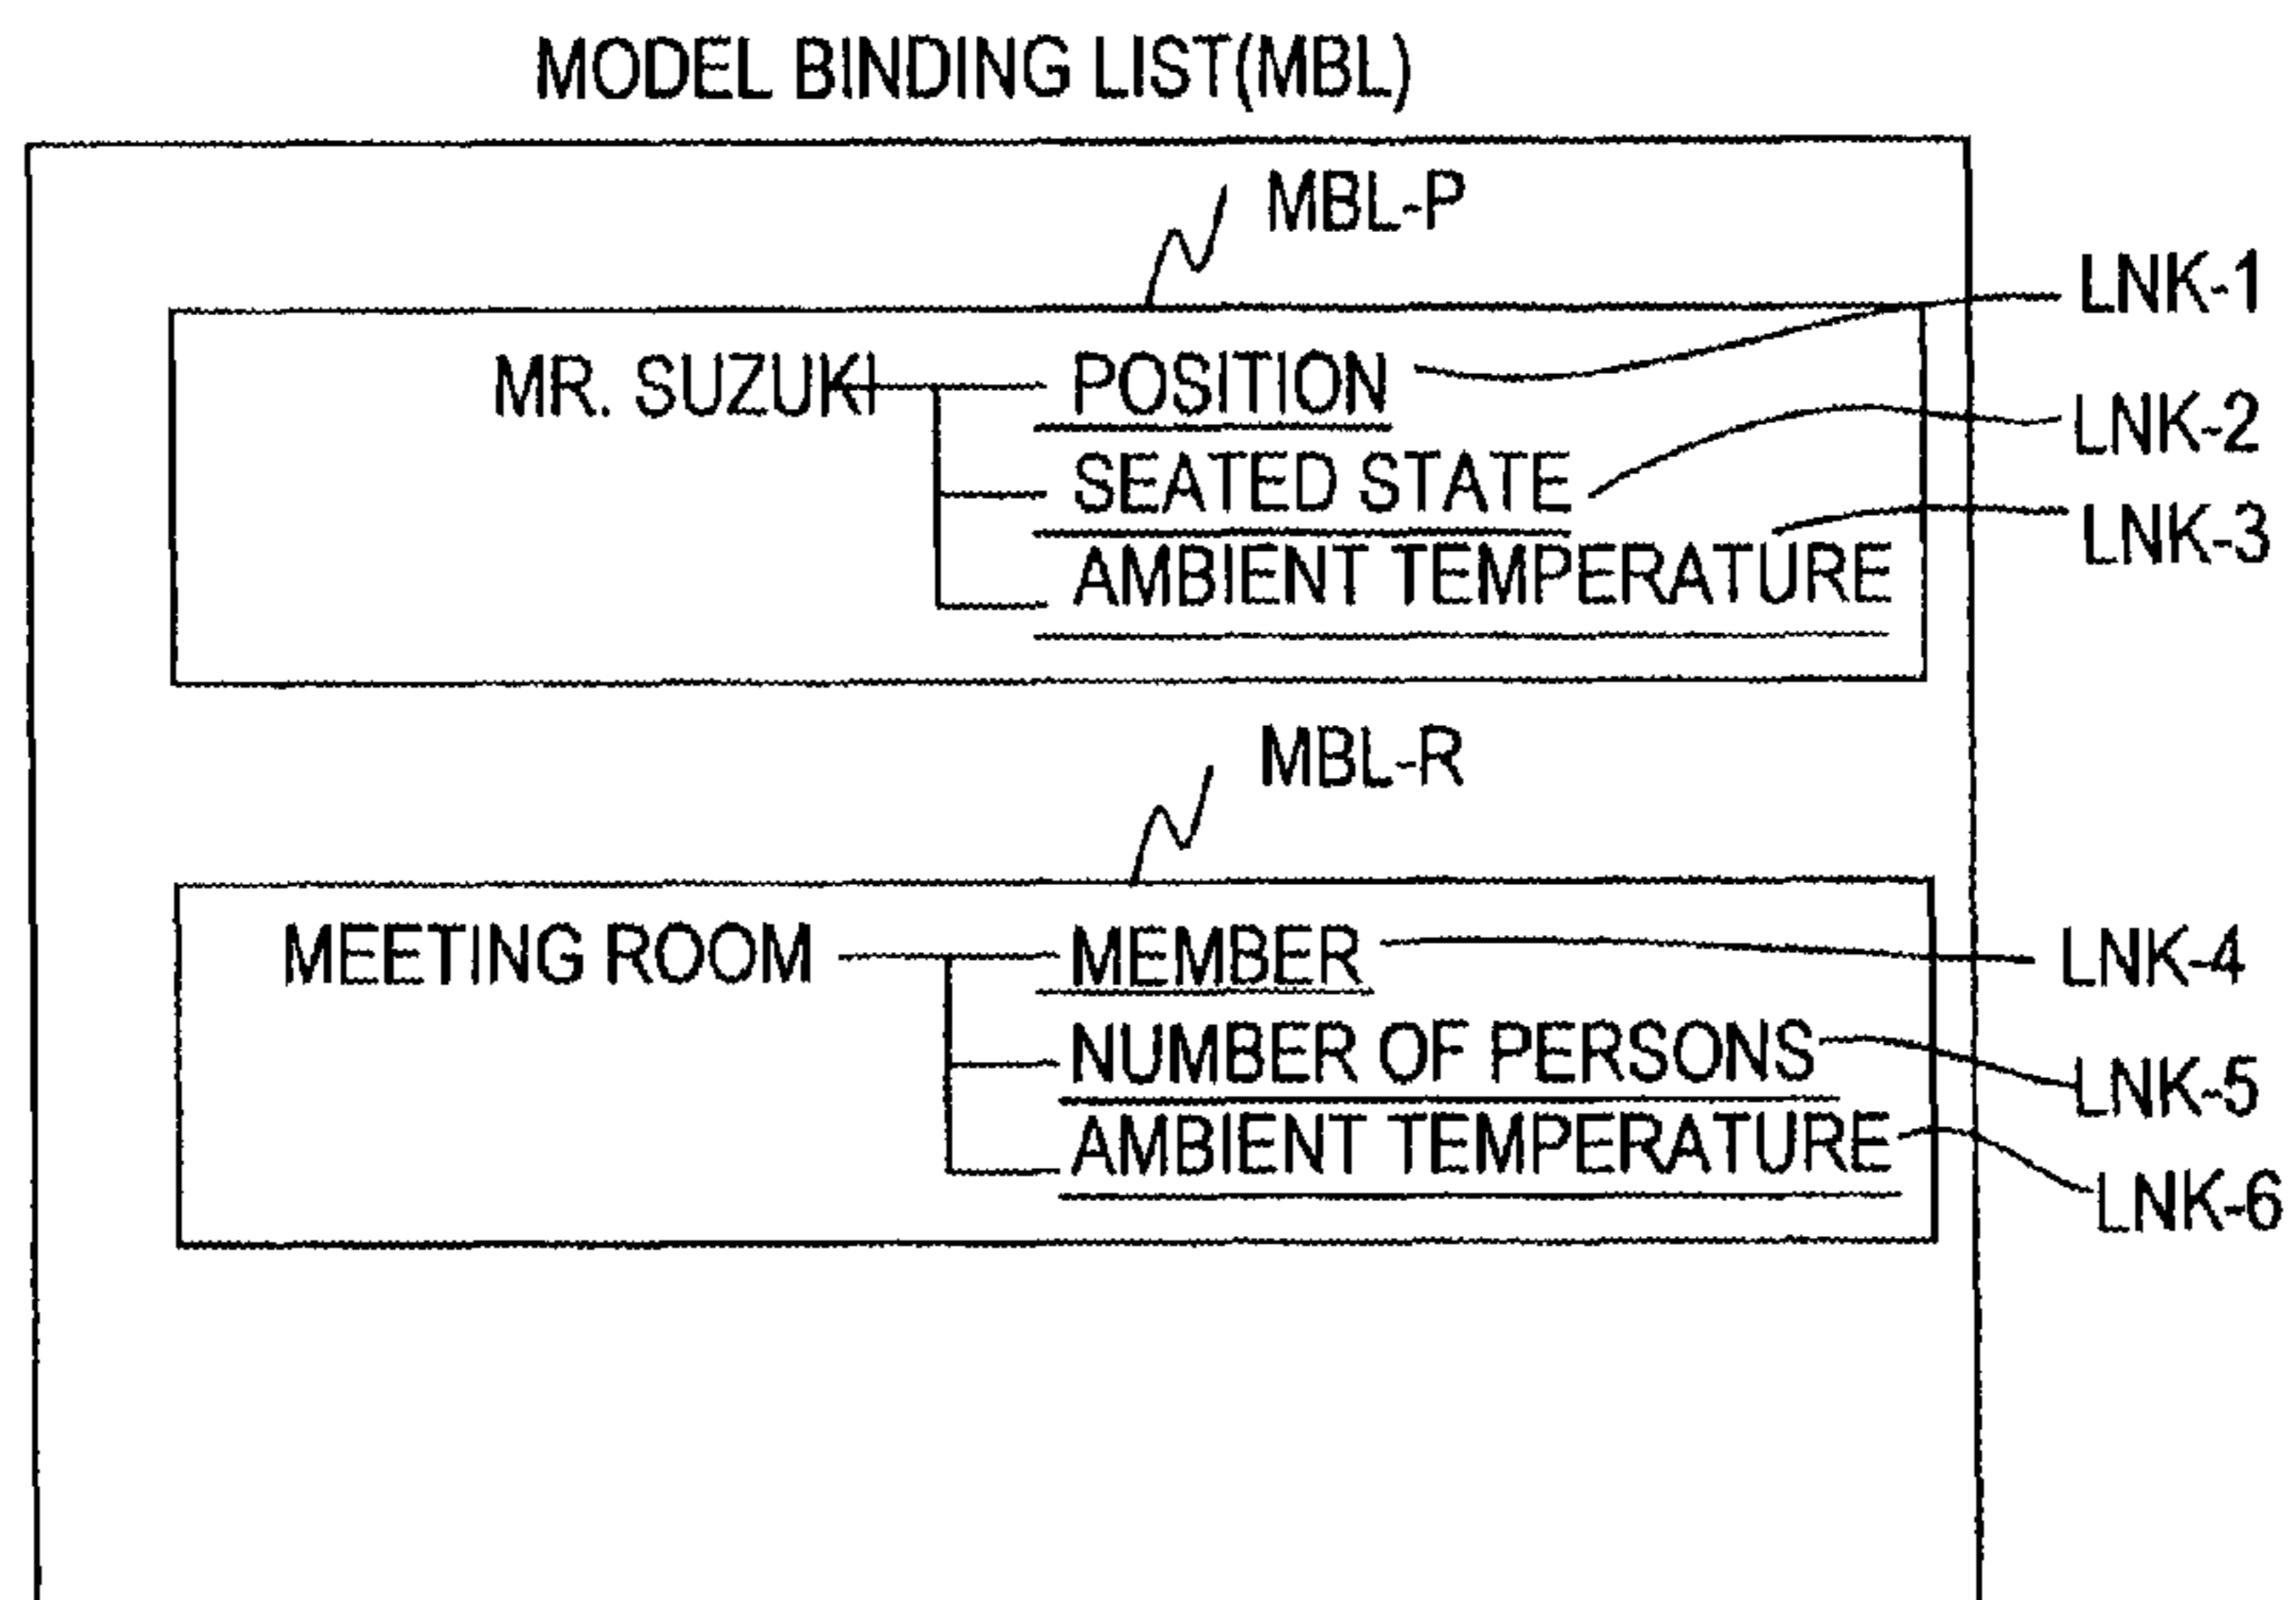 MODEL BINDING LIST(MBL)
MBL-P
LNK-1
MR. SUZUKI POSITION
LNK-2
SEATED STATE
LNK-3
AMBIENT TEMPERATURE
MBL-R
MEETING ROOM MEMBER LNK-4
NUMBER OF PERSONS
LNK-5
AMBIENT TEMPERATURE
LNK-6